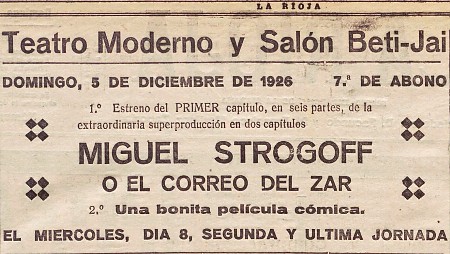 LA RIOJA
Teatro Moderno y Salón Beti-Jai
DOMINGO, 5 DE DICIEMBRE DE 1926 7.ª DE ABONO
1.º Estreno del PRIMER capítulo, en seis partes, de la
extraordinaria superproducción en dos capítulos
MIGUEL STROGOFF
O EL CORREO DEL ZAR
2.º Una bonita película cómica.
EL MIERCOLES, DIA 8, SEGUNDA Y ULTIMA JORNADA